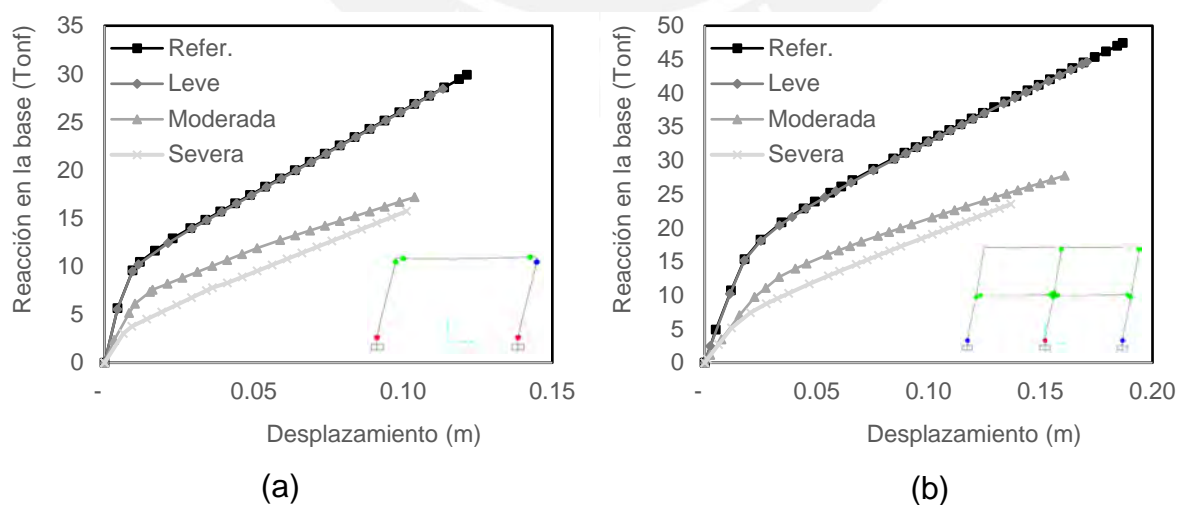 Reacción en la base (Tonf)
35
30
25
20
15
10
5
0
Refer.
Leve
Moderada
Severa
-
0.05
0.10
0.15
Desplazamiento (m)
(a)
Reacción en la base (Tonf)
50
45
40
35
30
25
20
15
10
5
0
Refer.
Leve
Moderada
Severa
-
0.05
0.10
0.15
0.20
Desplazamiento (m)
(b)